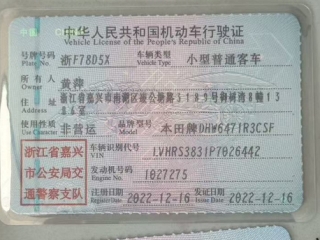 中华人民共和国机动车行驶证
Vehicle License of the People's Republic of China
号牌号码 浙F78D5X 车辆类型 小型普通客车
Plate No. Vehicle Type
所有人 黄萍
Owner
住址 浙江省嘉兴市南湖区
Address
使用性质 非营运 品牌型号 本田牌DHW6471R3CSF
Use Character Model
浙江省嘉兴市公安局交通警察支队
车辆识别代号 LVHRS3831P7026442
VIN
发动机号码 1027275
Engine No.
注册日期 2022-12-16 发证日期 2022-12-16
Register Date Issue Date